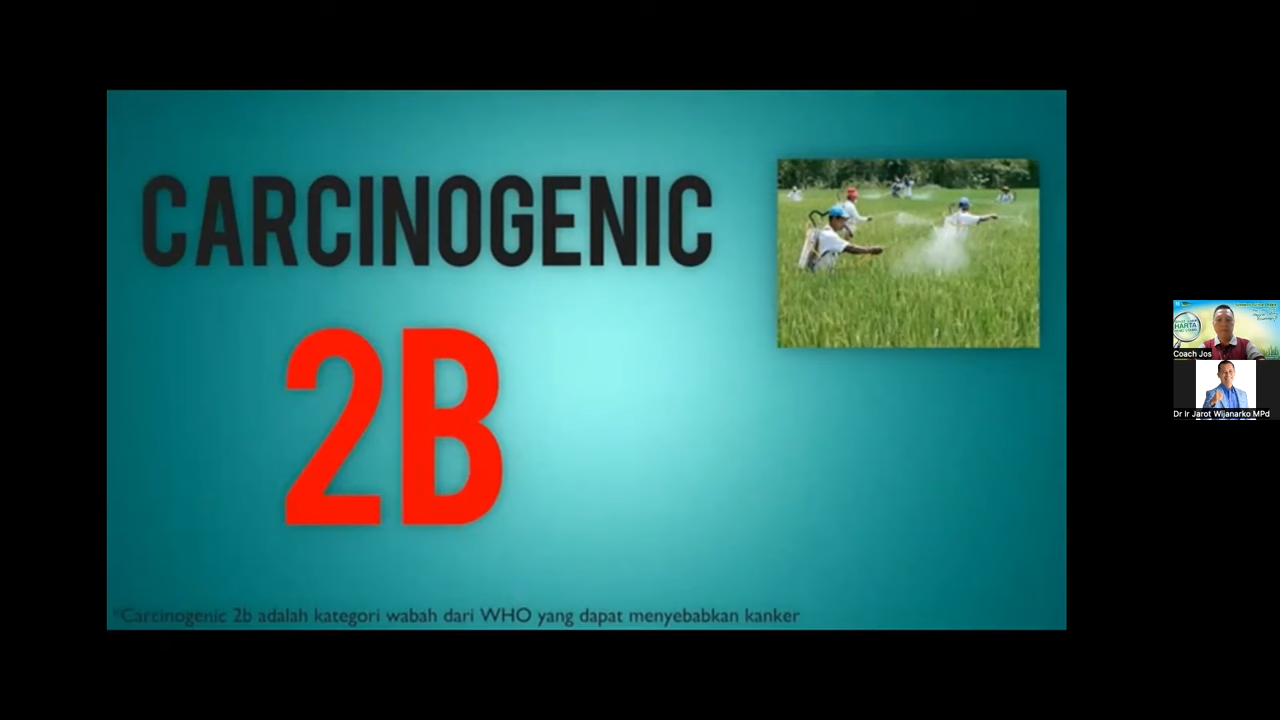 CARCINOGENIC
2B
*Carcinogenic 2b adalah kategori wabah dari WHO yang dapat menyebabkan kanker
HARTA
Coach Jos
Dr Ir Jarot Wijanarko MPd